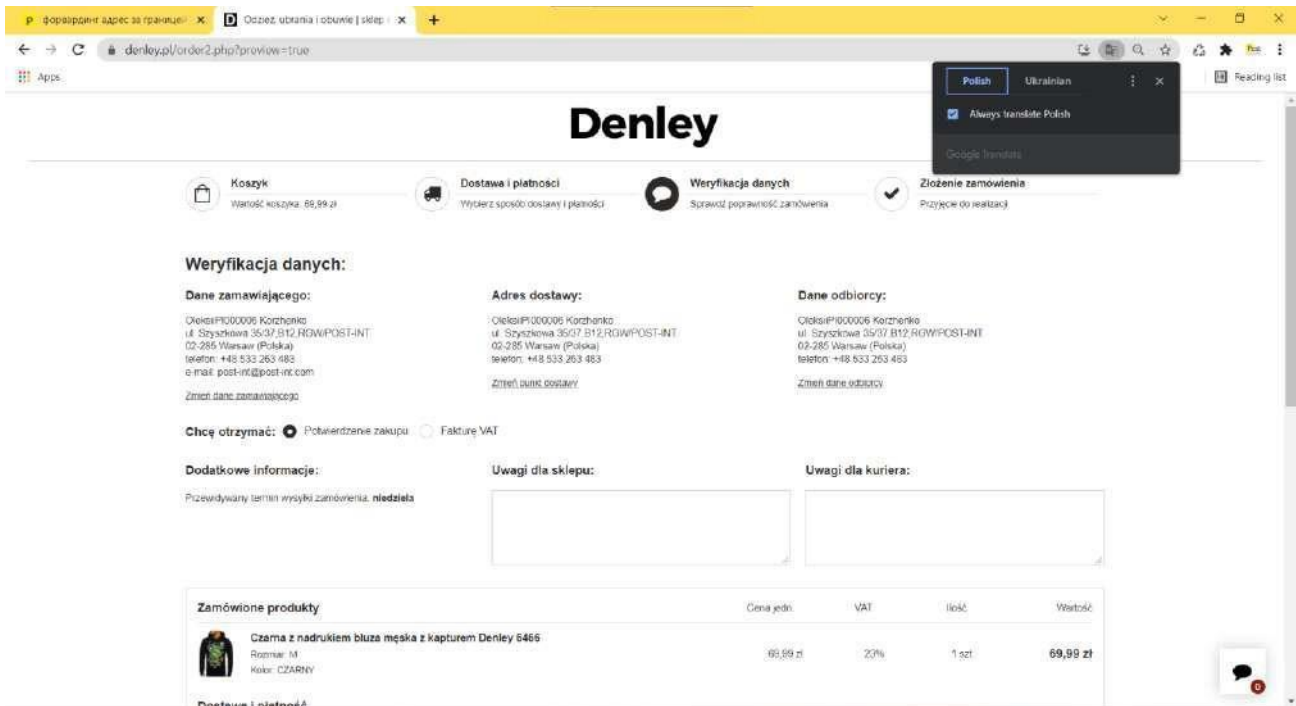 форвардинг адрес за границей
Odzież, ubrania i obuwie | sklep i
denley.pl/order2.php?preview=true
Apps
Reading list
Polish Ukrainian
Always translate Polish
Google Translate
Denley
Koszyk
Wartość koszyka: 69,99 zł
Dostawa i płatności
Wybierz sposób dostawy i płatności
Weryfikacja danych
Sprawdź poprawność zamówienia
Złożenie zamówienia
Przyjęcie do realizacji
Weryfikacja danych:
Dane zamawiającego:
OleksiiPI000006 Korzhenko
ul. Szyszkowa 35/37,B12,RGW/POST-INT
02-285 Warsaw (Polska)
telefon: +48 533 263 483
e-mail: post-int@post-int.com
Zmień dane zamawiającego
Adres dostawy:
OleksiiPI000006 Korzhenko
ul. Szyszkowa 35/37,B12,RGW/POST-INT
02-285 Warsaw (Polska)
telefon: +48 533 263 483
Zmień punkt dostawy
Dane odbiorcy:
OleksiiPI000006 Korzhenko
ul. Szyszkowa 35/37,B12,RGW/POST-INT
02-285 Warsaw (Polska)
telefon: +48 533 263 483
Zmień dane odbiorcy
Chcę otrzymać: Potwierdzenie zakupu Fakturę VAT
Dodatkowe informacje:
Przewidywany termin wysyłki zamówienia: niedziela
Uwagi dla sklepu:
Uwagi dla kuriera:
Zamówione produkty Cena jedn. VAT Ilość Wartość
Czarna z nadrukiem bluza męska z kapturem Denley 6466
Rozmiar: M
Kolor: CZARNY
69,99 zł 23% 1 szt. 69,99 zł
Dostawa i płatność
0